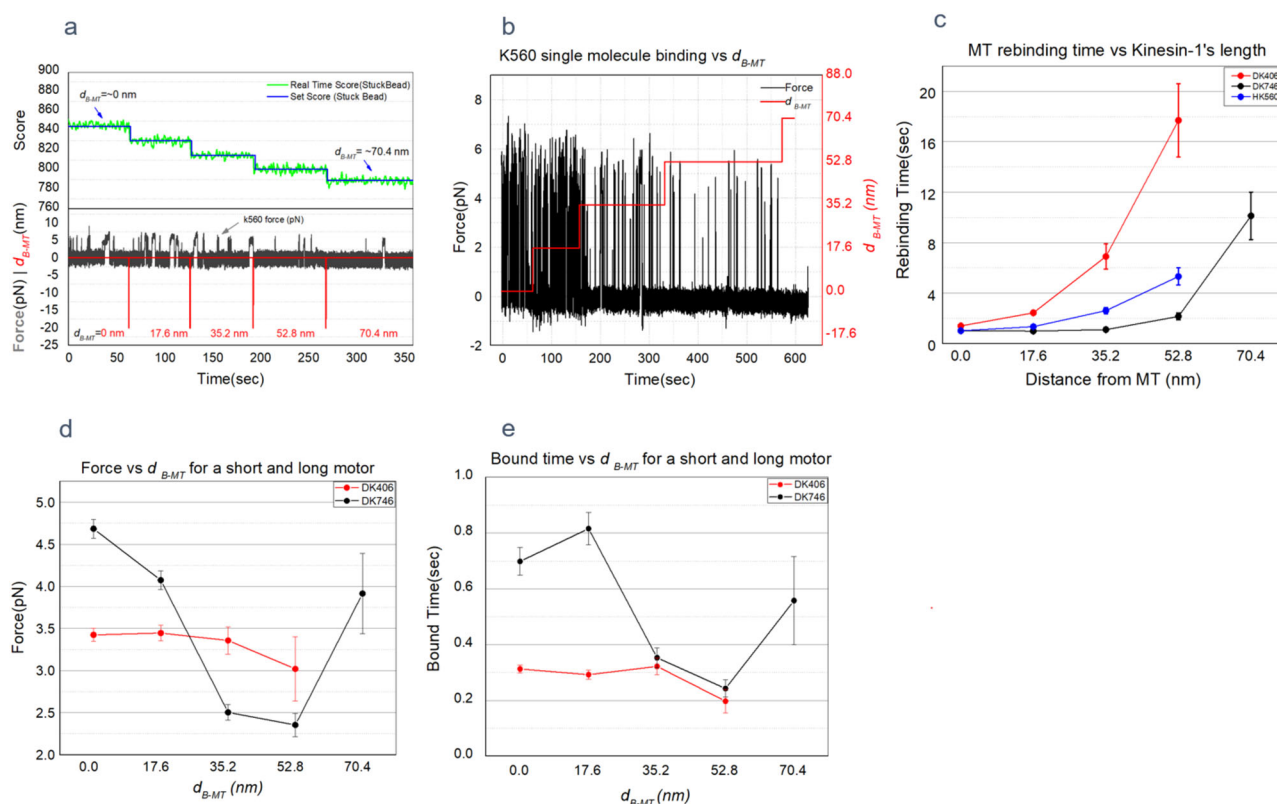 a
900
880
860
840
820
800
780
760
Score
Real Time Score(StuckBead)
Set Score (Stuck Bead)
d B-MT=~0 nm
d B-MT= ~70.4 nm
10
5
0
-5
-10
-15
-20
-25
Force(pN) | d B-MT(nm)
k560 force (pN)
d B-MT=0 nm 17.6 nm 35.2 nm 52.8 nm 70.4 nm
0 50 100 150 200 250 300 350
Time(sec)
b
K560 single molecule binding vs d B-MT
8
6
4
2
0
-2
Force(pN)
Force
d B-MT
88.0
70.4
52.8
35.2
17.6
0.0
-17.6
d B-MT (nm)
0 100 200 300 400 500 600
Time(sec)
c
MT rebinding time vs Kinesin-1's length
20
16
12
8
4
0
Rebinding Time(sec)
DK406
DK746
HK560
0.0 17.6 35.2 52.8 70.4
Distance from MT (nm)
d
Force vs d B-MT for a short and long motor
5.0
4.5
4.0
3.5
3.0
2.5
2.0
Force(pN)
DK406
DK746
0.0 17.6 35.2 52.8 70.4
d B-MT (nm)
e
Bound time vs d B-MT for a short and long motor
1.0
0.8
0.6
0.4
0.2
0.0
Bound Time(sec)
DK406
DK746
0.0 17.6 35.2 52.8 70.4
d B-MT (nm)